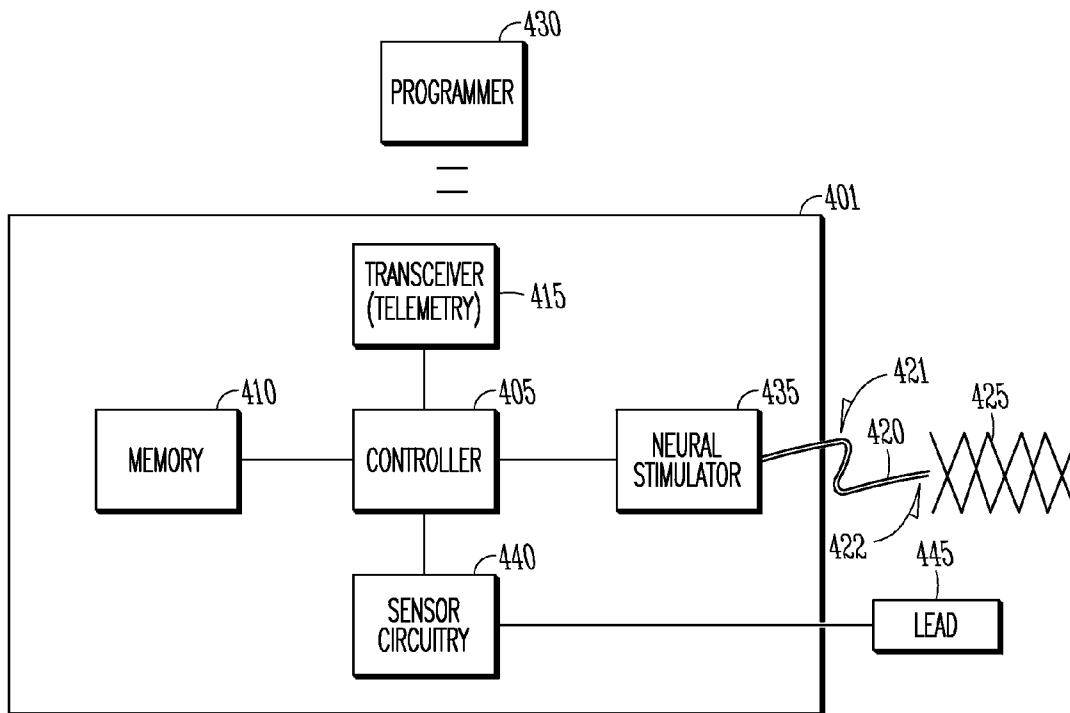 430
PROGRAMMER
401
TRANSCEIVER
(TELEMETRY)
415
410
MEMORY
405
CONTROLLER
435
NEURAL
STIMULATOR
421
420
425
422
440
SENSOR
CIRCUITRY
445
LEAD